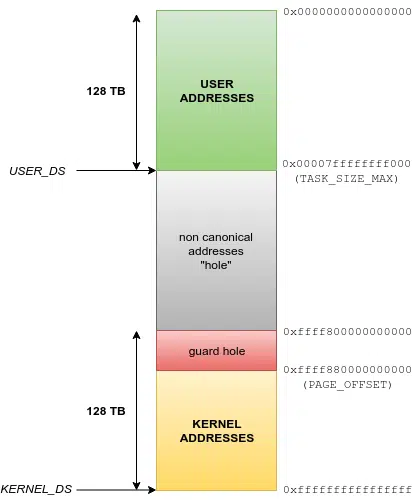 0x0000000000000000
USER
ADDRESSES
128 TB
USER_DS
0x00007ffffffff000
(TASK_SIZE_MAX)
non canonical
addresses
"hole"
0xffff800000000000
guard hole
0xffff880000000000
(PAGE_OFFSET)
128 TB
KERNEL
ADDRESSES
KERNEL_DS
0xffffffffffffffff